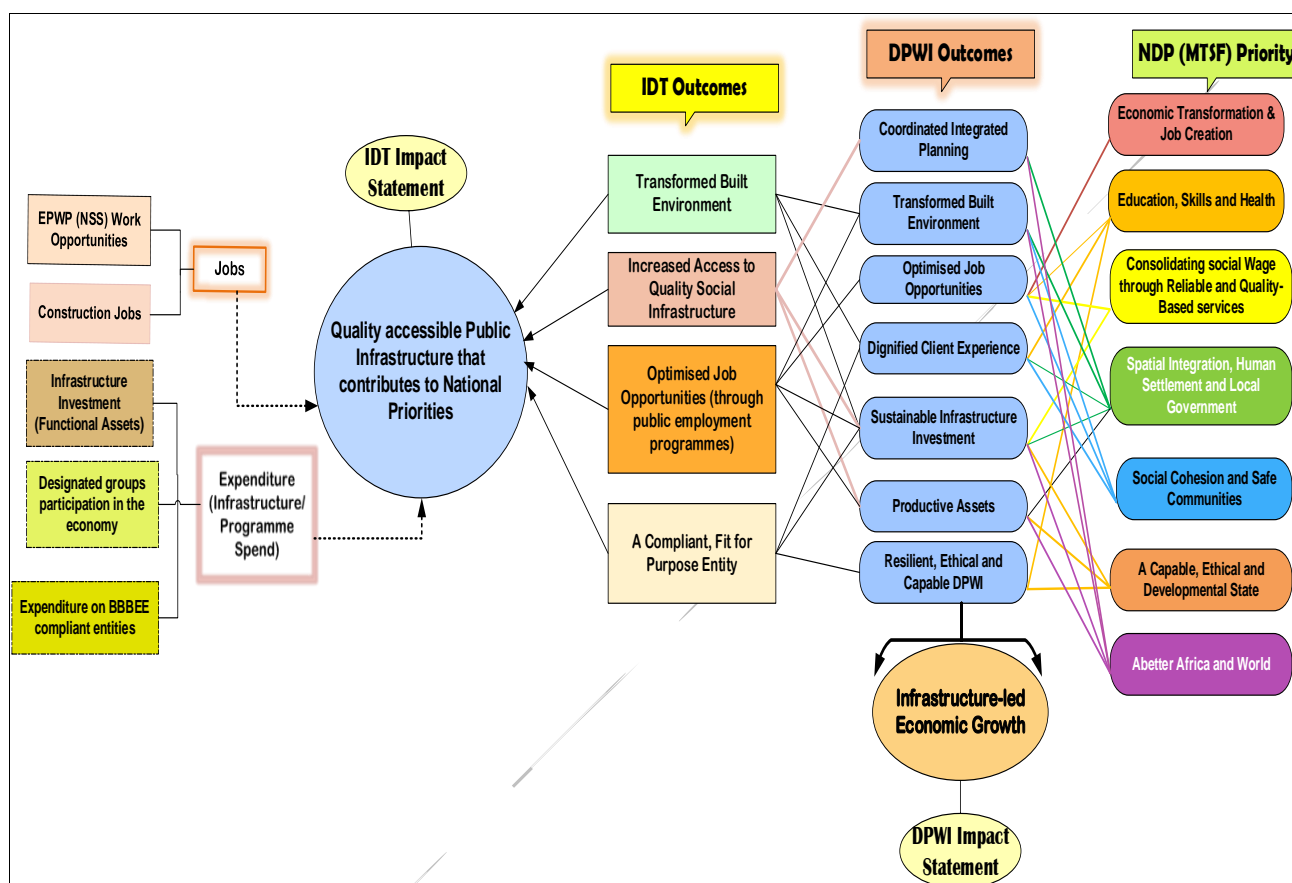 DPWI Outcomes
NDP (MTSF) Priority
IDT Outcomes
IDT Impact
Statement
EPWP (NSS) Work
Opportunities
Jobs
Construction Jobs
Infrastructure
Investment
(Functional Assets)
Designated groups
participation in the
economy
Expenditure
(Infrastructure/
Programme
Spend)
Expenditure on BBBEE
compliant entities
Quality accessible Public
Infrastructure that
contributes to National
Priorities
Transformed Built
Environment
Increased Access to
Quality Social
Infrastructure
Optimised Job
Opportunities (through
public employment
programmes)
A Compliant, Fit for
Purpose Entity
Coordinated Integrated
Planning
Transformed Built
Environment
Optimised Job
Opportunities
Dignified Client Experience
Sustainable Infrastructure
Investment
Productive Assets
Resilient, Ethical and
Capable DPWI
Infrastructure-led
Economic Growth
DPWI Impact
Statement
Economic Transformation &
Job Creation
Education, Skills and Health
Consolidating social Wage
through Reliable and Quality-
Based services
Spatial Integration, Human
Settlement and Local
Government
Social Cohesion and Safe
Communities
A Capable, Ethical and
Developmental State
Abetter Africa and World